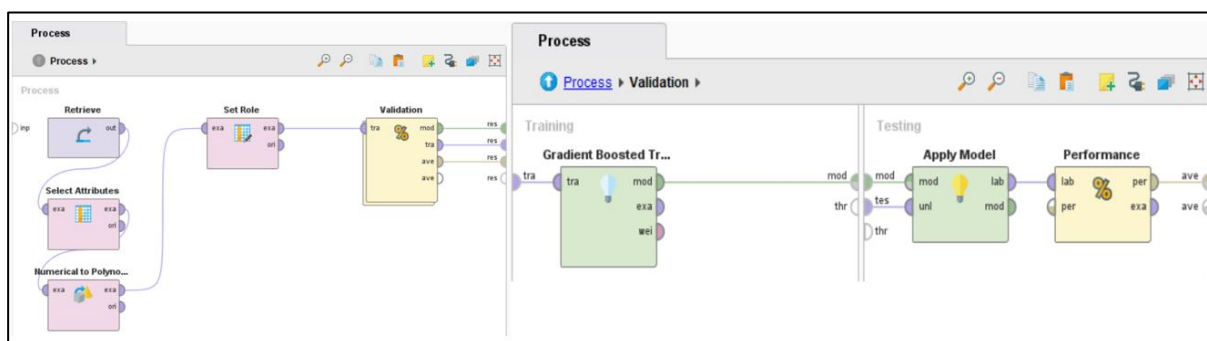 Process
Process ▸
Process
Retrieve
inp
out
Set Role
exa
exa
ori
Validation
tra
mod
tra
ave
ave
res
res
res
res
Select Attributes
exa
exa
ori
Numerical to Polyno...
exa
exa
ori
Process
Process ▸ Validation ▸
Training
tra
Gradient Boosted Tr...
tra
mod
exa
wei
mod
thr
Testing
mod
tes
thr
Apply Model
mod
unl
lab
mod
Performance
lab
per
per
exa
ave
ave